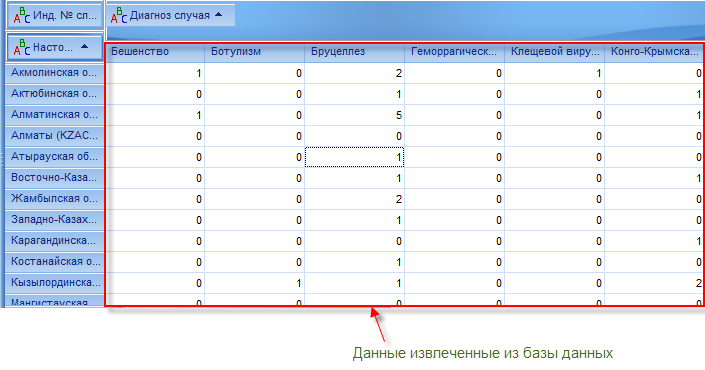 Инд. № сл... Диагноз случая
Насто...
Бешенство Ботулизм Бруцеллез Геморрагическ... Клещевой виру... Конго-Крымска...
Акмолинская о... 1 0 2 0 1 0
Актюбинская о... 0 0 1 0 0 1
Алматинская о... 1 0 5 0 0 1
Алматы (KZAC... 0 0 0 0 0 0
Атырауская об... 0 0 1 0 0 0
Восточно-Каза... 0 0 1 0 0 1
Жамбылская о... 0 0 2 0 0 0
Западно-Казах... 0 0 1 0 0 0
Карагандинска... 0 0 0 0 0 1
Костанайская о... 0 0 1 0 0 0
Кызылординска... 0 1 1 0 0 2
Мангистауская 0 0 0 0 0 0
Данные извлеченные из базы данных